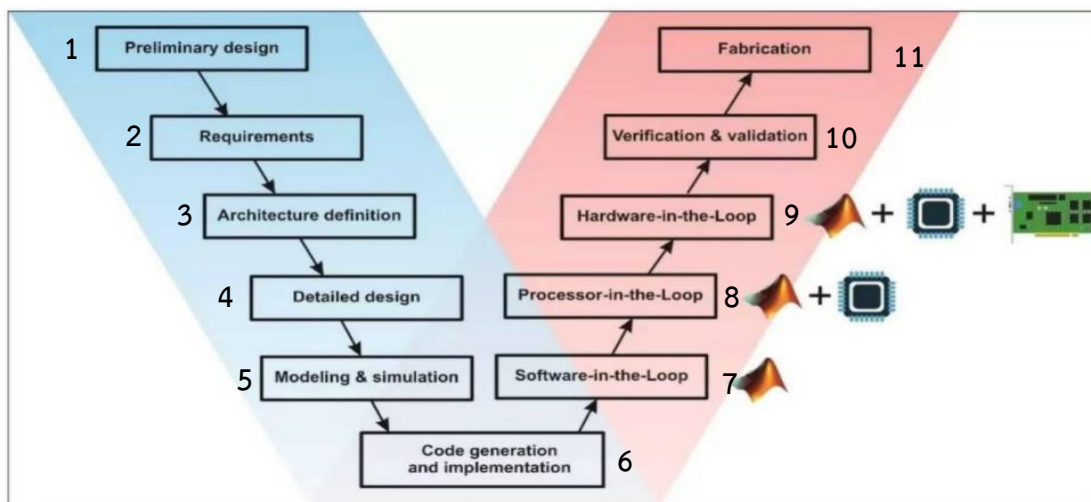 1 Preliminary design
Fabrication 11
2 Requirements
Verification & validation 10
3 Architecture definition
Hardware-in-the-Loop 9 + +
4 Detailed design
Processor-in-the-Loop 8 +
5 Modeling & simulation
Software-in-the-Loop 7
Code generation
and implementation 6